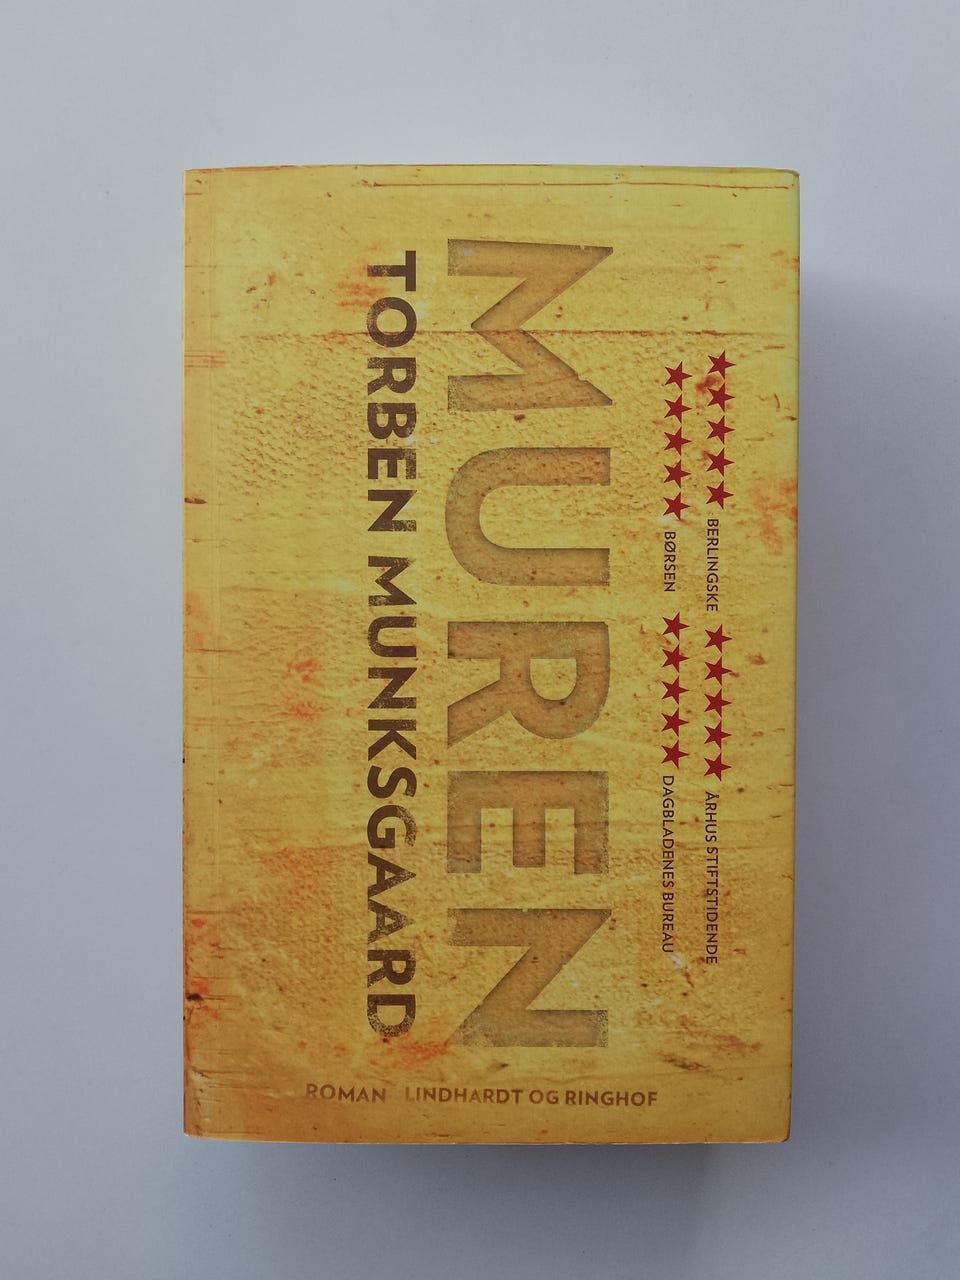 ★★★★★ BERLINGSKE ★★★★★ ÅRHUS STIFTSTIDENDE
★★★★★ BØRSEN ★★★★★ DAGBLADENES BUREAU
MUREN
TORBEN MUNKSGAARD
ROMAN LINDHARDT OG RINGHOF